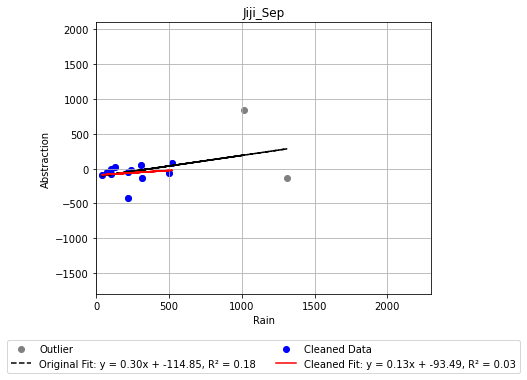 Jiji_Sep
2000
1500
1000
500
0
−500
−1000
−1500
Abstraction
0 500 1000 1500 2000
Rain
Outlier Cleaned Data
Original Fit: y = 0.30x + -114.85, R² = 0.18 Cleaned Fit: y = 0.13x + -93.49, R² = 0.03